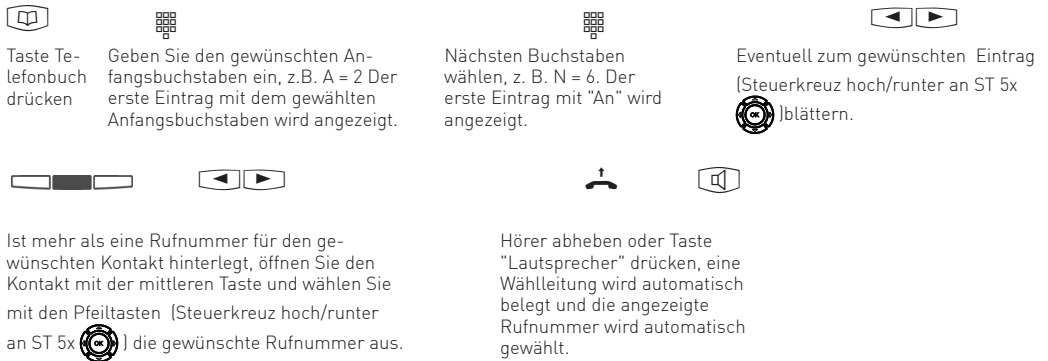 Taste Te-
lefonbuch
drücken
Geben Sie den gewünschten An-
fangsbuchstaben ein, z.B. A = 2 Der
erste Eintrag mit dem gewählten
Anfangsbuchstaben wird angezeigt.
Nächsten Buchstaben
wählen, z. B. N = 6. Der
erste Eintrag mit "An" wird
angezeigt.
Eventuell zum gewünschten Eintrag
(Steuerkreuz hoch/runter an ST 5x
OK )blättern.
Ist mehr als eine Rufnummer für den ge-
wünschten Kontakt hinterlegt, öffnen Sie den
Kontakt mit der mittleren Taste und wählen Sie
mit den Pfeiltasten (Steuerkreuz hoch/runter
an ST 5x OK ) die gewünschte Rufnummer aus.
Hörer abheben oder Taste
"Lautsprecher" drücken, eine
Wählleitung wird automatisch
belegt und die angezeigte
Rufnummer wird automatisch
gewählt.